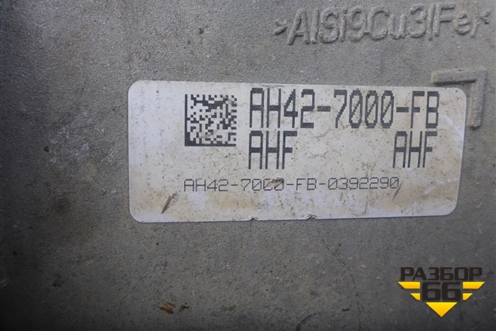 *AlSi9Cu3(Fe)*
AH42-7000-FB
AHF AHF
AH42-7000-FB-0392290
РАЗБОР
66